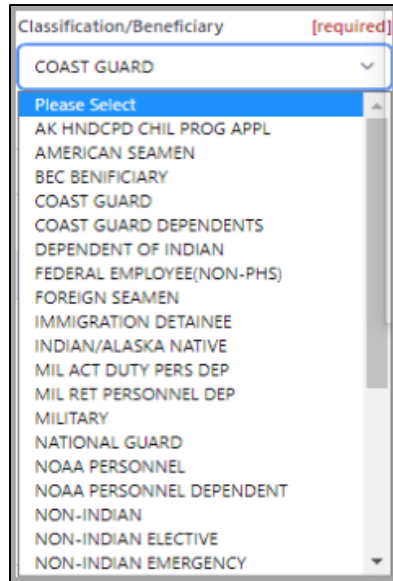 Classification/Beneficiary [required]
COAST GUARD
Please Select
AK HNDCPD CHIL PROG APPL
AMERICAN SEAMEN
BEC BENIFICIARY
COAST GUARD
COAST GUARD DEPENDENTS
DEPENDENT OF INDIAN
FEDERAL EMPLOYEE(NON-PHS)
FOREIGN SEAMEN
IMMIGRATION DETAINEE
INDIAN/ALASKA NATIVE
MIL ACT DUTY PERS DEP
MIL RET PERSONNEL DEP
MILITARY
NATIONAL GUARD
NOAA PERSONNEL
NOAA PERSONNEL DEPENDENT
NON-INDIAN
NON-INDIAN ELECTIVE
NON-INDIAN EMERGENCY